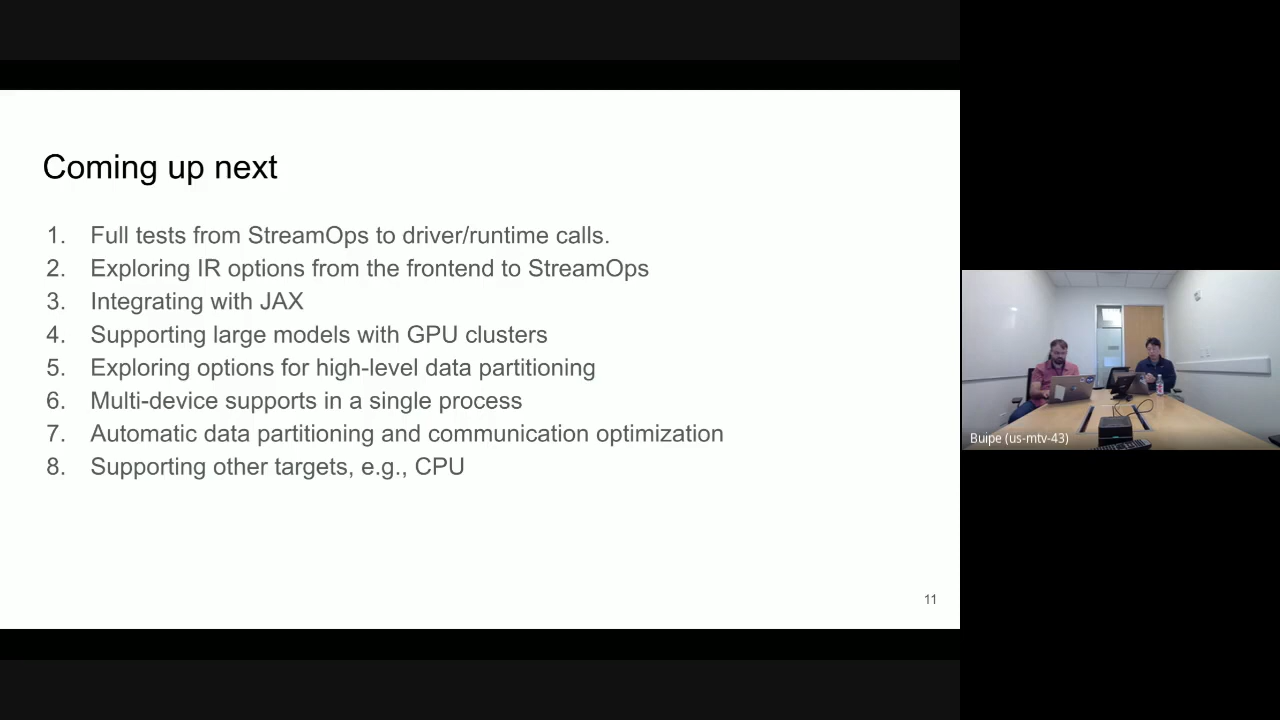 Coming up next
1. Full tests from StreamOps to driver/runtime calls.
2. Exploring IR options from the frontend to StreamOps
3. Integrating with JAX
4. Supporting large models with GPU clusters
5. Exploring options for high-level data partitioning
6. Multi-device supports in a single process
7. Automatic data partitioning and communication optimization
8. Supporting other targets, e.g., CPU
11
Buipe (us-mtv-43)